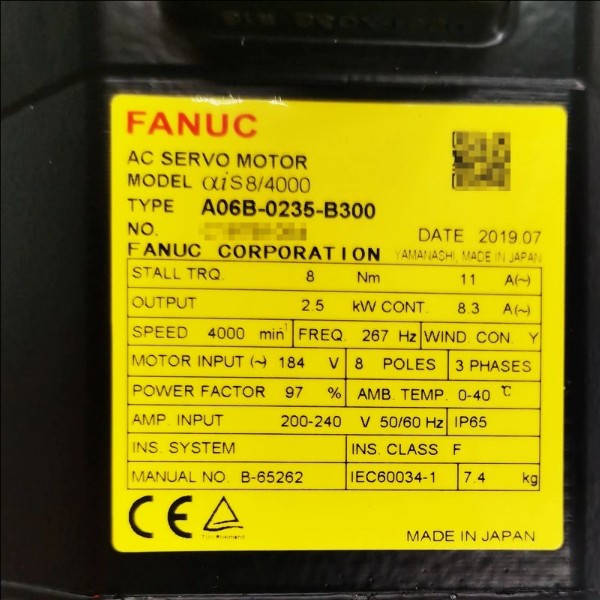 FANUC
AC SERVO MOTOR
MODEL αiS8/4000
TYPE A06B-0235-B300
NO.
DATE 2019.07
FANUC CORPORATION YAMANASHI, MADE IN JAPAN
STALL TRQ. 8 Nm 11 A(~)
OUTPUT 2.5 kW CONT. 8.3 A(~)
SPEED 4000 min⁻¹ FREQ. 267 Hz WIND. CON. Y
MOTOR INPUT (~) 184 V 8 POLES 3 PHASES
POWER FACTOR 97 % AMB. TEMP. 0-40 ℃
AMP. INPUT 200-240 V 50/60 Hz IP65
INS. SYSTEM INS. CLASS F
MANUAL NO. B-65262 IEC60034-1 7.4 kg
CE
MADE IN JAPAN